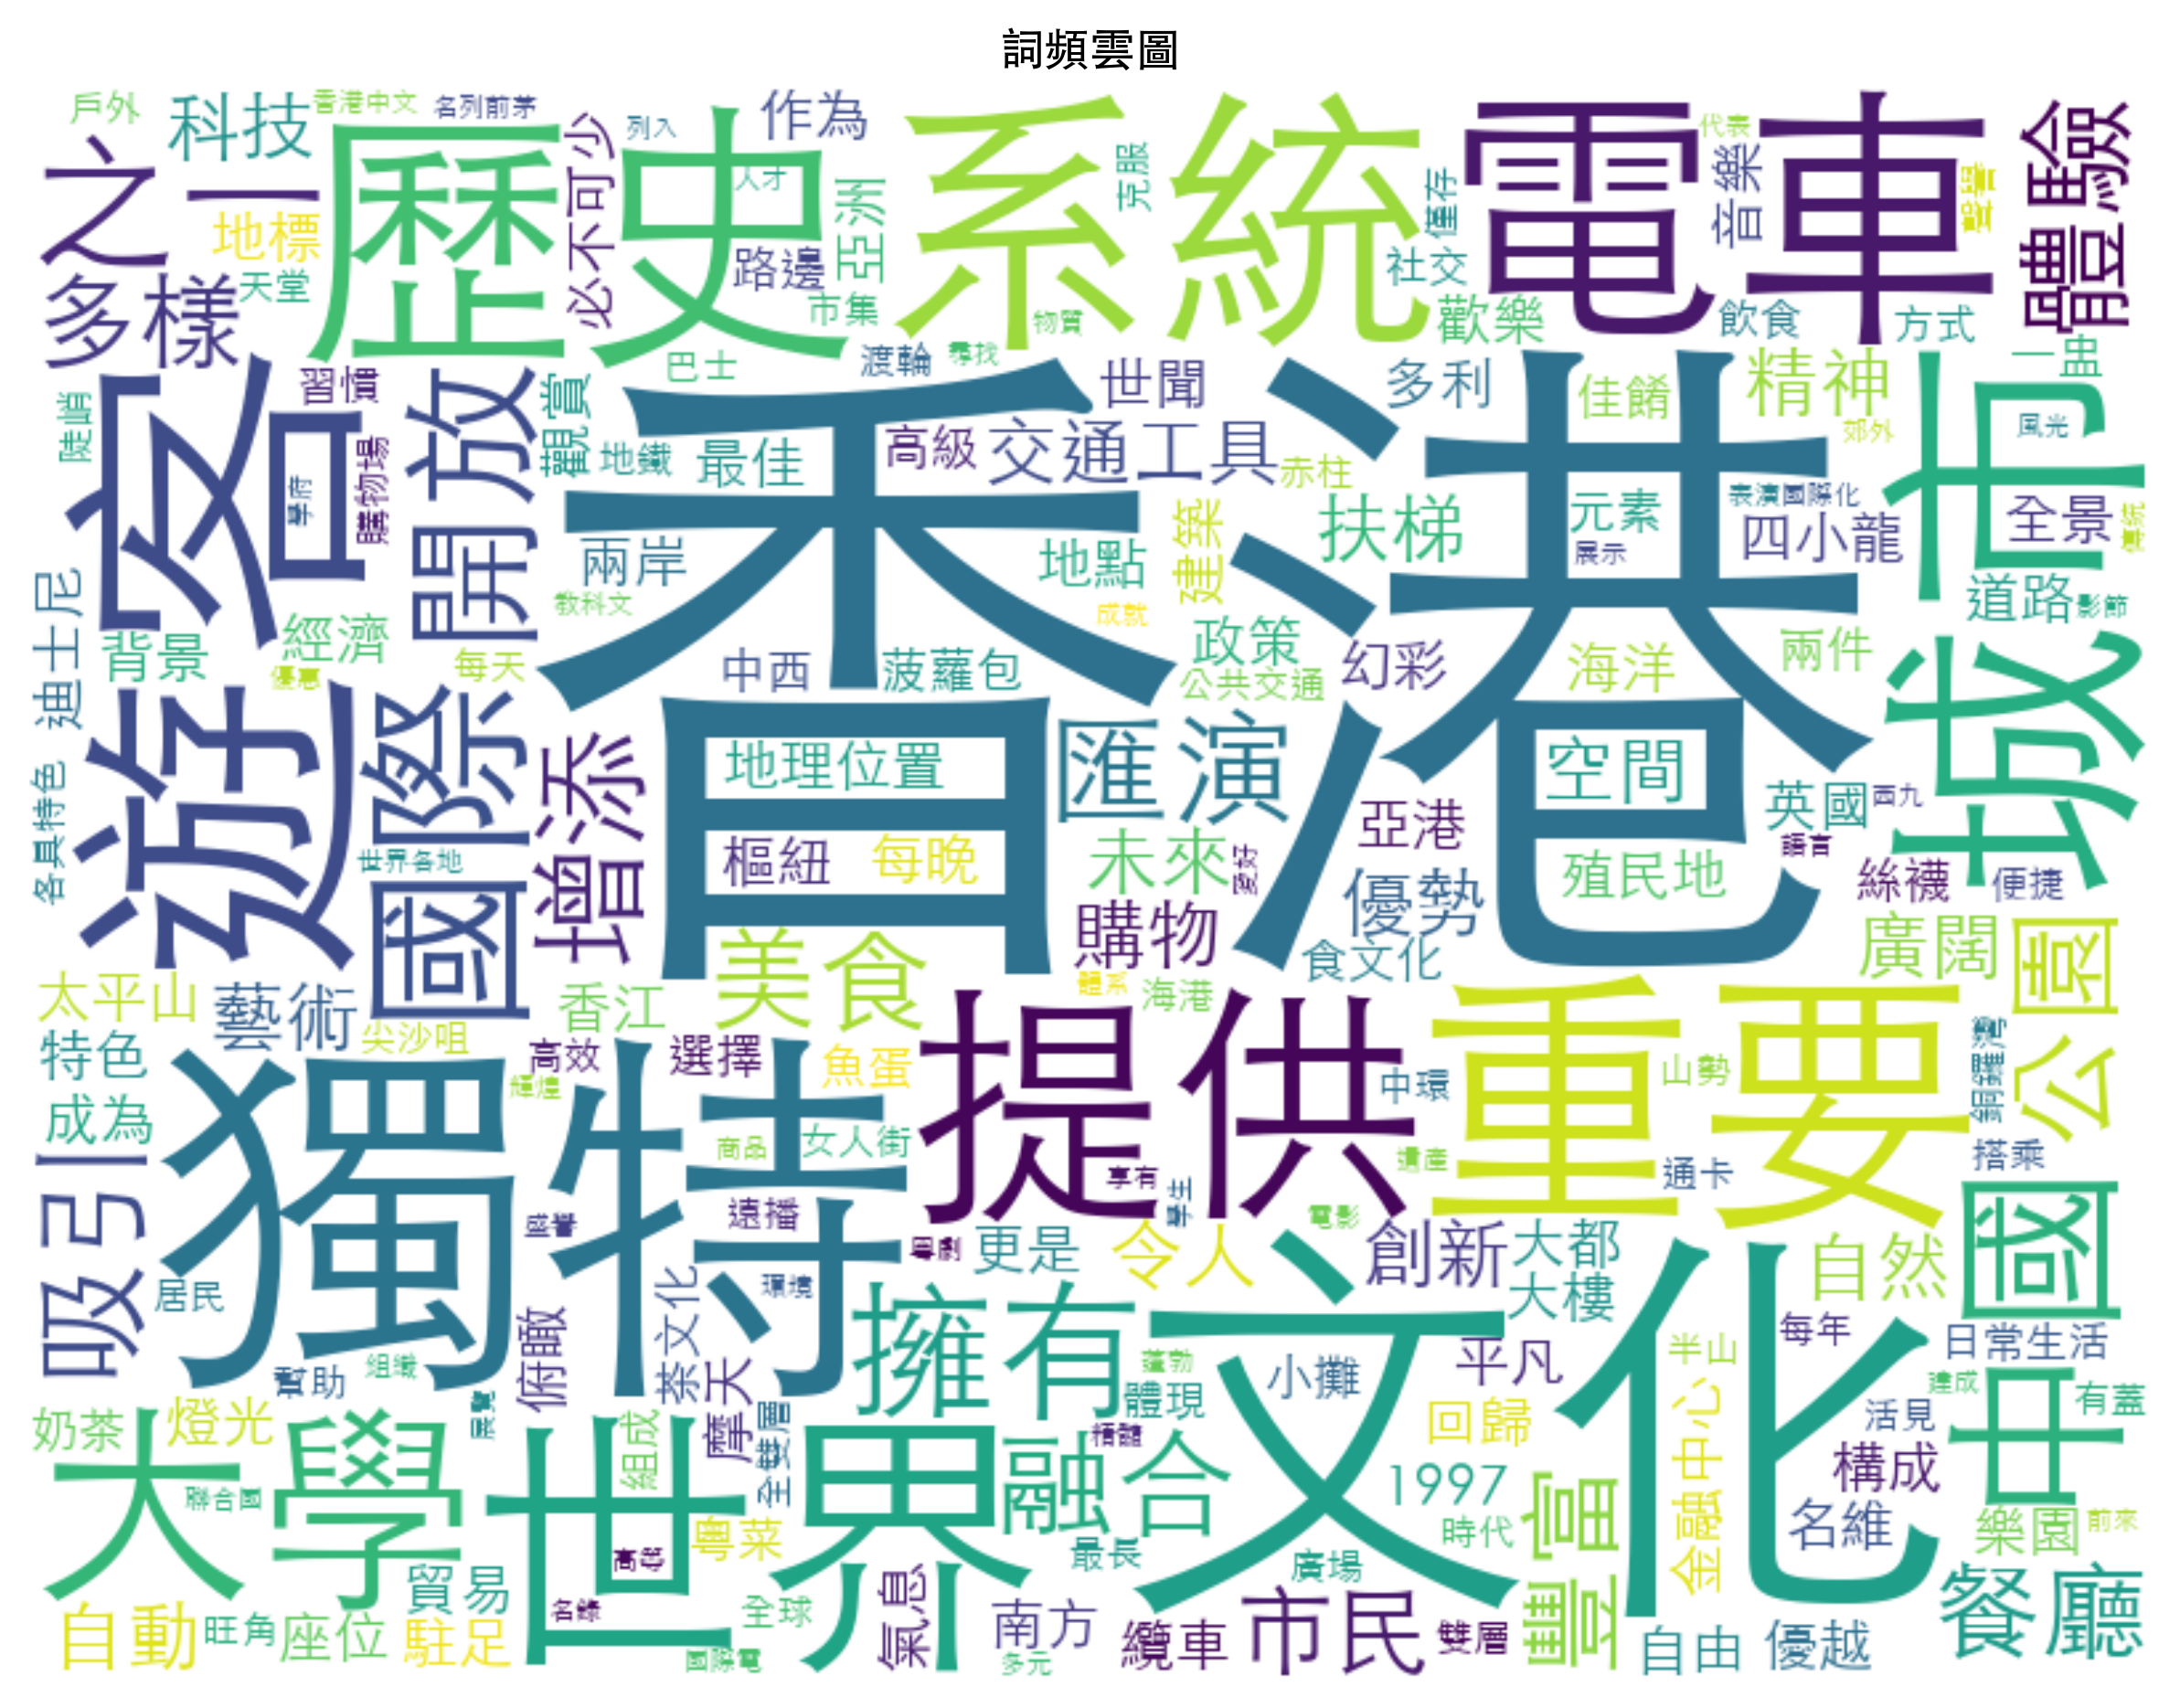 詞頻雲圖
戶外
科技
香港中文
名列前茅
必不可少
列入
作為
系統
電車
代表
體驗
之一
地標
歷史
人才
亞洲
克服
僅存
音樂
多樣
天堂
路邊
市集
物質
社交
歡樂
飲食
方式
一盅
陡峭
遊客
習慣
開放
觀賞
巴士
渡輪
尋找
世聞
多利
佳餚
精神
城市
購物場
學府
地鐵
最佳
高級
交通工具
赤柱
郊外
風光
香港
兩岸
地點
建築
扶梯
元素
表演國際化
四小龍
全景
傳統
展示
迪士尼
背景
經濟
優惠
每天
教科文
成就
道路
影節
中西
菠蘿包
政策
公共交通
幻彩
海洋
兩件
國際
增添
地理位置
匯演
空間
英國
西九
各具特色
世界各地
樞紐
每晚
未來
愛好
亞港
優勢
殖民地
絲襪
便捷
購物
食文化
廣闊
公園
太平山
藝術
尖沙咀
香江
美食
體系
海港
提供
重要
特色
成為
獨特
高效
輝煌
選擇
魚蛋
中環
山勢
銅鑼灣
搭乘
吸引
商品
女人街
享有
學生
遺產
通卡
中國
盛譽
遠播
粵劇
更是
令人
電影
創新
大都
大樓
自然
居民
俯瞰
茶文化
環境
擁有
文化
平凡
半山
每年
日常生活
幫助
組織
摩天
蓬勃
體現
小攤
達成
有蓋
奶茶
燈光
大學
展覽
世界
組成
全雙層
融合
精髓
回歸
1997
金融中心
活見
構成
聯合國
粵菜
最長
時代
豐富
名維
樂園
前來
貿易
氣息
廣場
餐廳
自動
旺角
座位
駐足
名錄
全球
國際電
南方
多元
纜車
市民
雙層
自由
優越